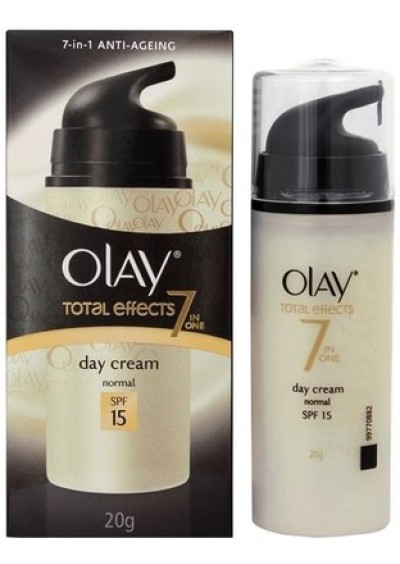 7-in-1 ANTI-AGEING
OLAY®
TOTAL effects 7 IN ONE
day cream
normal
SPF
15
20g
OLAY®
TOTAL effects
7 IN ONE
day cream
normal
SPF 15
20g
99770882